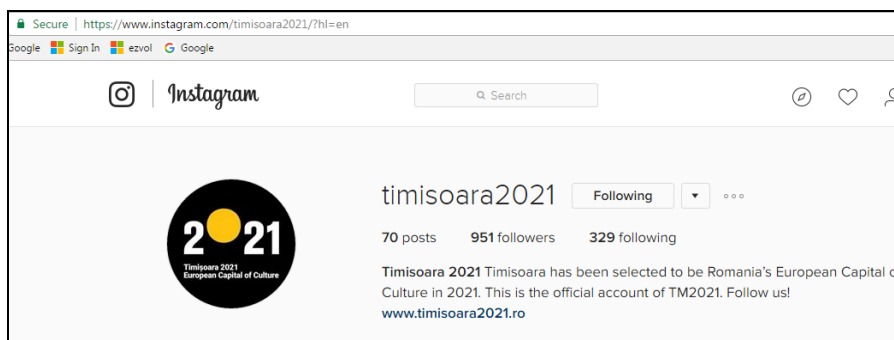 Secure | https://www.instagram.com/timisoara2021/?hl=en
Google Sign In ezvol Google
Instagram Search
timisoara2021 Following
70 posts 951 followers 329 following
2 21
Timișoara 2021
European Capital of Culture
Timisoara 2021 Timisoara has been selected to be Romania's European Capital
Culture in 2021. This is the official account of TM2021. Follow us!
www.timisoara2021.ro